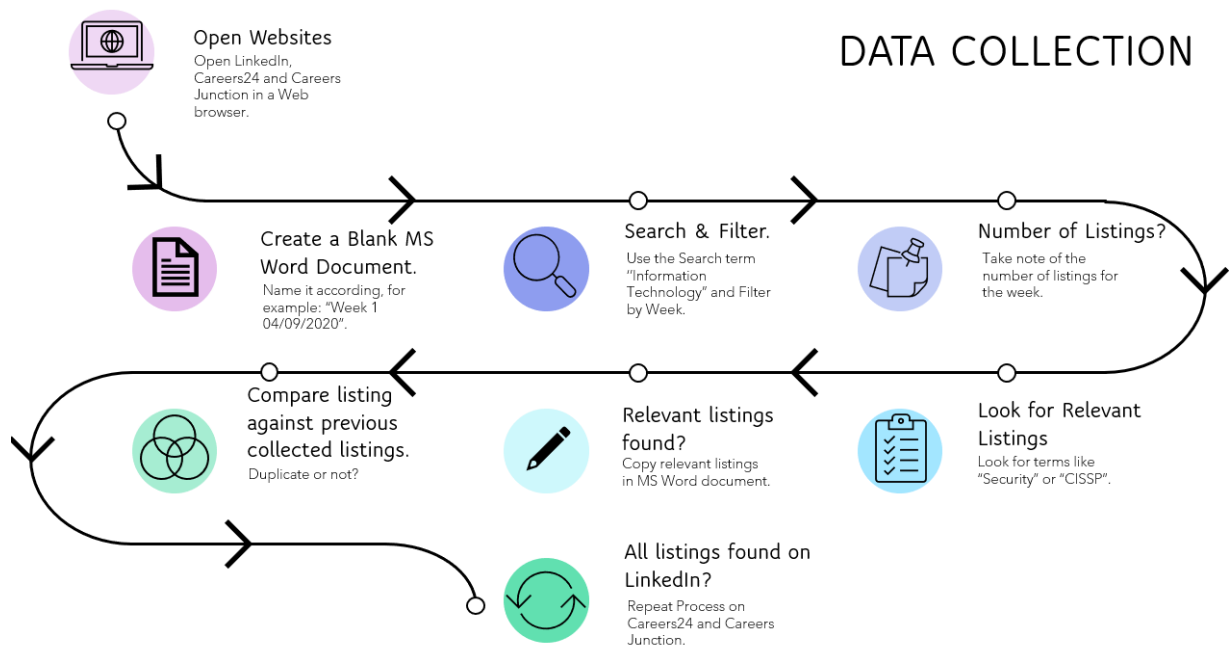 DATA COLLECTION
Open Websites
Open LinkedIn,
Careers24 and Careers
Junction in a Web
browser.
Create a Blank MS
Word Document.
Name it according, for
example: “Week 1
04/09/2020”.
Search & Filter.
Use the Search term
“Information
Technology” and Filter
by Week.
Number of Listings?
Take note of the
number of listings for
the week.
Look for Relevant
Listings
Look for terms like
“Security” or “CISSP”.
Relevant listings
found?
Copy relevant listings
in MS Word document.
Compare listing
against previous
collected listings.
Duplicate or not?
All listings found on
LinkedIn?
Repeat Process on
Careers24 and Careers
Junction.